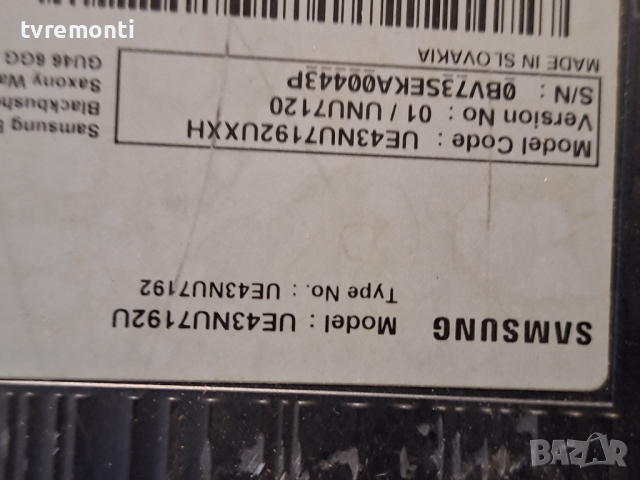 tvremonti
SAMSUNG
Model : UE43NU7192U
Type No. : UE43NU7192
Model Code : UE43NU7192UXXH
Version No : 01 / UNU7120
S/N : 0BV73SEKA00443P
MADE IN SLOVAKIA
Samsung
Blackbushe
Saxony Wa
GU46 6GG
BAZAR